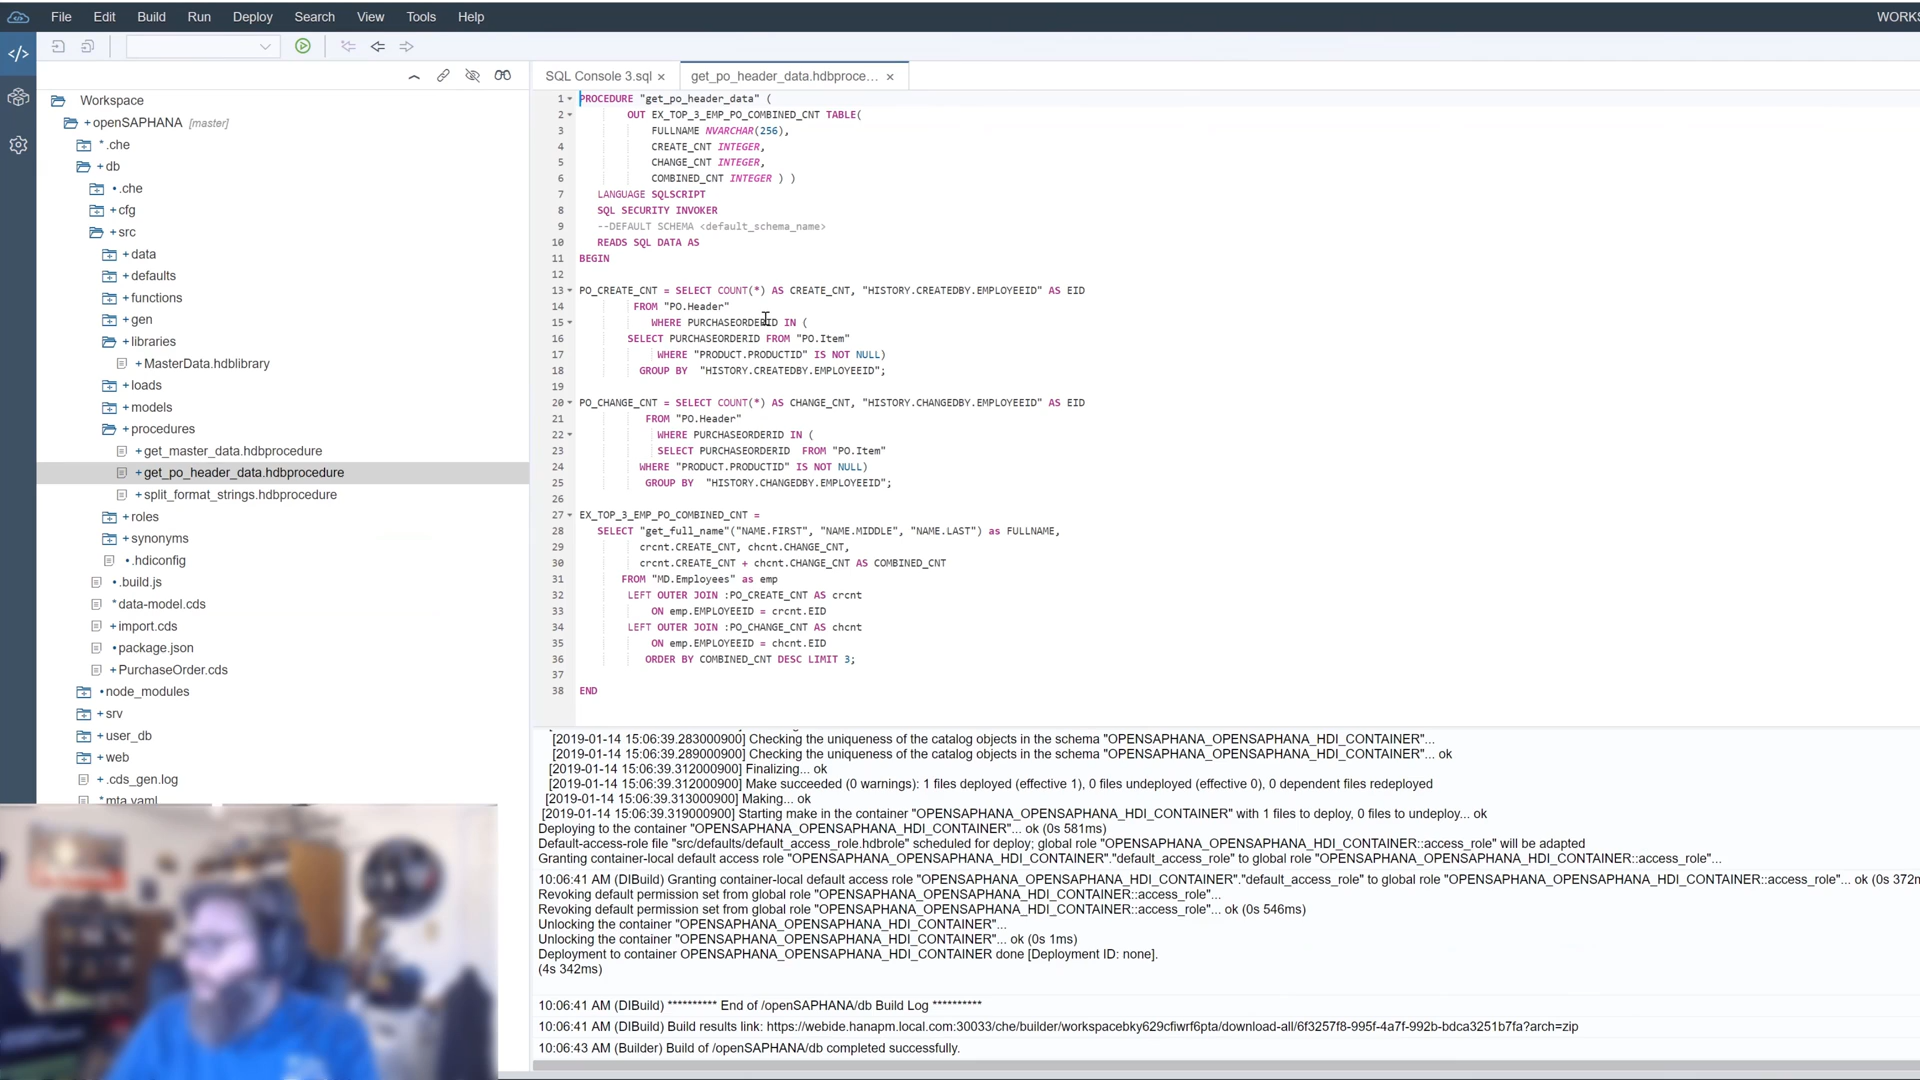 File Edit Build Run Deploy Search View Tools Help
WORKS
SQL Console 3.sql × get_po_header_data.hdbproce... ×
Workspace
+openSAPHANA [master]
*.che
+db
•.che
+cfg
+src
+data
+defaults
+functions
+gen
+libraries
+MasterData.hdblibrary
+loads
+models
+procedures
+get_master_data.hdbprocedure
+get_po_header_data.hdbprocedure
+split_format_strings.hdbprocedure
+roles
+synonyms
•.hdiconfig
•.build.js
*data-model.cds
+import.cds
•package.json
+PurchaseOrder.cds
•node_modules
+srv
+user_db
+web
+.cds_gen.log
*mta.yaml
1 PROCEDURE "get_po_header_data" (
2 OUT EX_TOP_3_EMP_PO_COMBINED_CNT TABLE(
3 FULLNAME NVARCHAR(256),
4 CREATE_CNT INTEGER,
5 CHANGE_CNT INTEGER,
6 COMBINED_CNT INTEGER ) )
7 LANGUAGE SQLSCRIPT
8 SQL SECURITY INVOKER
9 --DEFAULT SCHEMA <default_schema_name>
10 READS SQL DATA AS
11 BEGIN
12
13 PO_CREATE_CNT = SELECT COUNT(*) AS CREATE_CNT, "HISTORY.CREATEDBY.EMPLOYEEID" AS EID
14 FROM "PO.Header"
15 WHERE PURCHASEORDERID IN (
16 SELECT PURCHASEORDERID FROM "PO.Item"
17 WHERE "PRODUCT.PRODUCTID" IS NOT NULL)
18 GROUP BY "HISTORY.CREATEDBY.EMPLOYEEID";
19
20 PO_CHANGE_CNT = SELECT COUNT(*) AS CHANGE_CNT, "HISTORY.CHANGEDBY.EMPLOYEEID" AS EID
21 FROM "PO.Header"
22 WHERE PURCHASEORDERID IN (
23 SELECT PURCHASEORDERID FROM "PO.Item"
24 WHERE "PRODUCT.PRODUCTID" IS NOT NULL)
25 GROUP BY "HISTORY.CHANGEDBY.EMPLOYEEID";
26
27 EX_TOP_3_EMP_PO_COMBINED_CNT =
28 SELECT "get_full_name"("NAME.FIRST", "NAME.MIDDLE", "NAME.LAST") as FULLNAME,
29 crcnt.CREATE_CNT, chcnt.CHANGE_CNT,
30 crcnt.CREATE_CNT + chcnt.CHANGE_CNT AS COMBINED_CNT
31 FROM "MD.Employees" as emp
32 LEFT OUTER JOIN :PO_CREATE_CNT AS crcnt
33 ON emp.EMPLOYEEID = crcnt.EID
34 LEFT OUTER JOIN :PO_CHANGE_CNT AS chcnt
35 ON emp.EMPLOYEEID = chcnt.EID
36 ORDER BY COMBINED_CNT DESC LIMIT 3;
37
38 END
[2019-01-14 15:06:39.283000900] Checking the uniqueness of the catalog objects in the schema "OPENSAPHANA_OPENSAPHANA_HDI_CONTAINER"...
[2019-01-14 15:06:39.289000900] Checking the uniqueness of the catalog objects in the schema "OPENSAPHANA_OPENSAPHANA_HDI_CONTAINER"... ok
[2019-01-14 15:06:39.312000900] Finalizing... ok
[2019-01-14 15:06:39.312000900] Make succeeded (0 warnings): 1 files deployed (effective 1), 0 files undeployed (effective 0), 0 dependent files redeployed
[2019-01-14 15:06:39.313000900] Making... ok
[2019-01-14 15:06:39.319000900] Starting make in the container "OPENSAPHANA_OPENSAPHANA_HDI_CONTAINER" with 1 files to deploy, 0 files to undeploy... ok
Deploying to the container "OPENSAPHANA_OPENSAPHANA_HDI_CONTAINER"... ok (0s 581ms)
Default-access-role file "src/defaults/default_access_role.hdbrole" scheduled for deploy; global role "OPENSAPHANA_OPENSAPHANA_HDI_CONTAINER::access_role" will be adapted
Granting container-local default access role "OPENSAPHANA_OPENSAPHANA_HDI_CONTAINER"."default_access_role" to global role "OPENSAPHANA_OPENSAPHANA_HDI_CONTAINER::access_role"...
10:06:41 AM (DIBuild) Granting container-local default access role "OPENSAPHANA_OPENSAPHANA_HDI_CONTAINER"."default_access_role" to global role "OPENSAPHANA_OPENSAPHANA_HDI_CONTAINER::access_role"... ok (0s 372m
Revoking default permission set from global role "OPENSAPHANA_OPENSAPHANA_HDI_CONTAINER::access_role"...
Revoking default permission set from global role "OPENSAPHANA_OPENSAPHANA_HDI_CONTAINER::access_role"... ok (0s 546ms)
Unlocking the container "OPENSAPHANA_OPENSAPHANA_HDI_CONTAINER"...
Unlocking the container "OPENSAPHANA_OPENSAPHANA_HDI_CONTAINER"... ok (0s 1ms)
Deployment to container OPENSAPHANA_OPENSAPHANA_HDI_CONTAINER done [Deployment ID: none].
(4s 342ms)
10:06:41 AM (DIBuild) ********** End of /openSAPHANA/db Build Log **********
10:06:41 AM (DIBuild) Build results link: https://webide.hanapm.local.com:30033/che/builder/workspacebky629cfiwrf6pta/download-all/6f3257f8-995f-4a7f-992b-bdca3251b7fa?arch=zip
10:06:43 AM (Builder) Build of /openSAPHANA/db completed successfully.